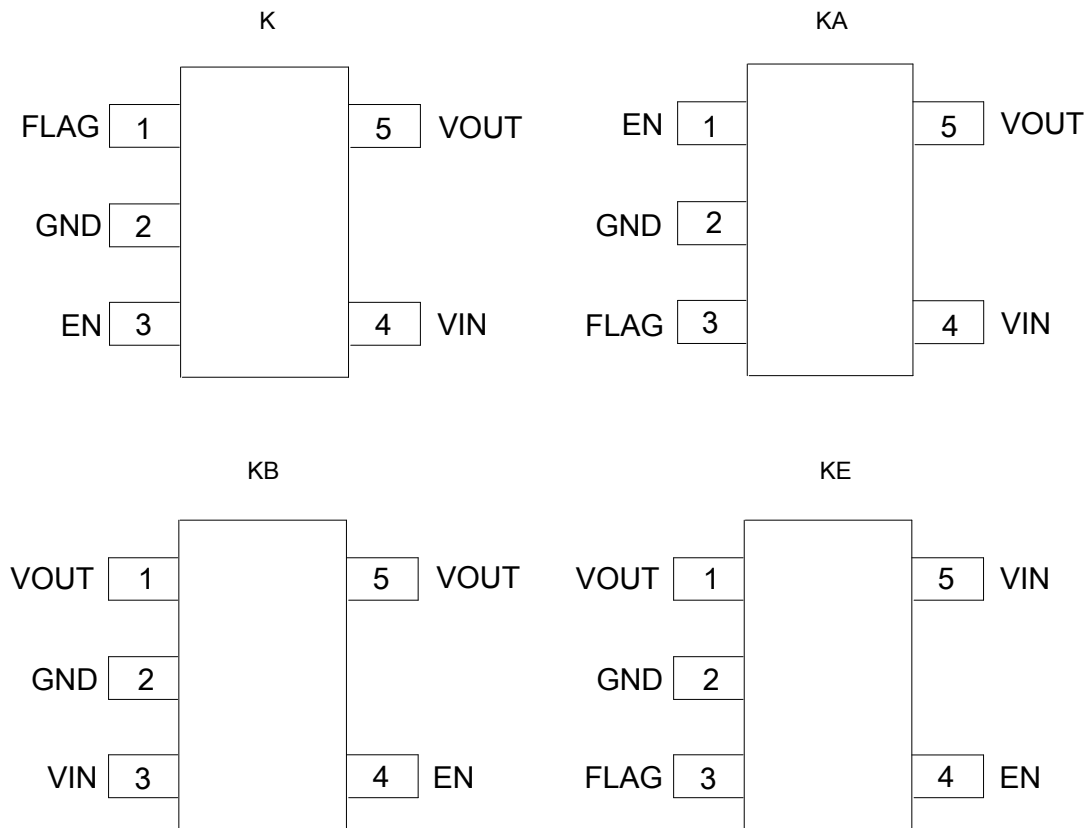 K
FLAG 1 5 VOUT
GND 2
EN 3 4 VIN
KA
EN 1 5 VOUT
GND 2
FLAG 3 4 VIN
KB
VOUT 1 5 VOUT
GND 2
VIN 3 4 EN
KE
VOUT 1 5 VIN
GND 2
FLAG 3 4 EN